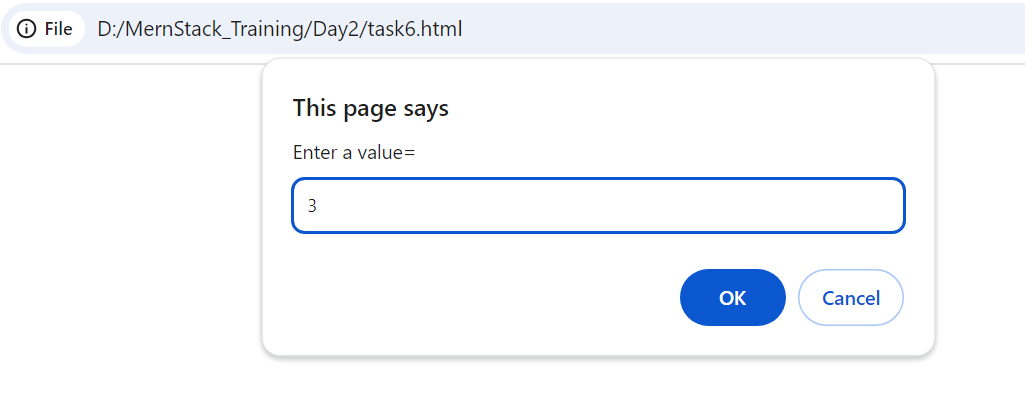 File D:/MernStack_Training/Day2/task6.html
This page says
Enter a value=
3
OK Cancel